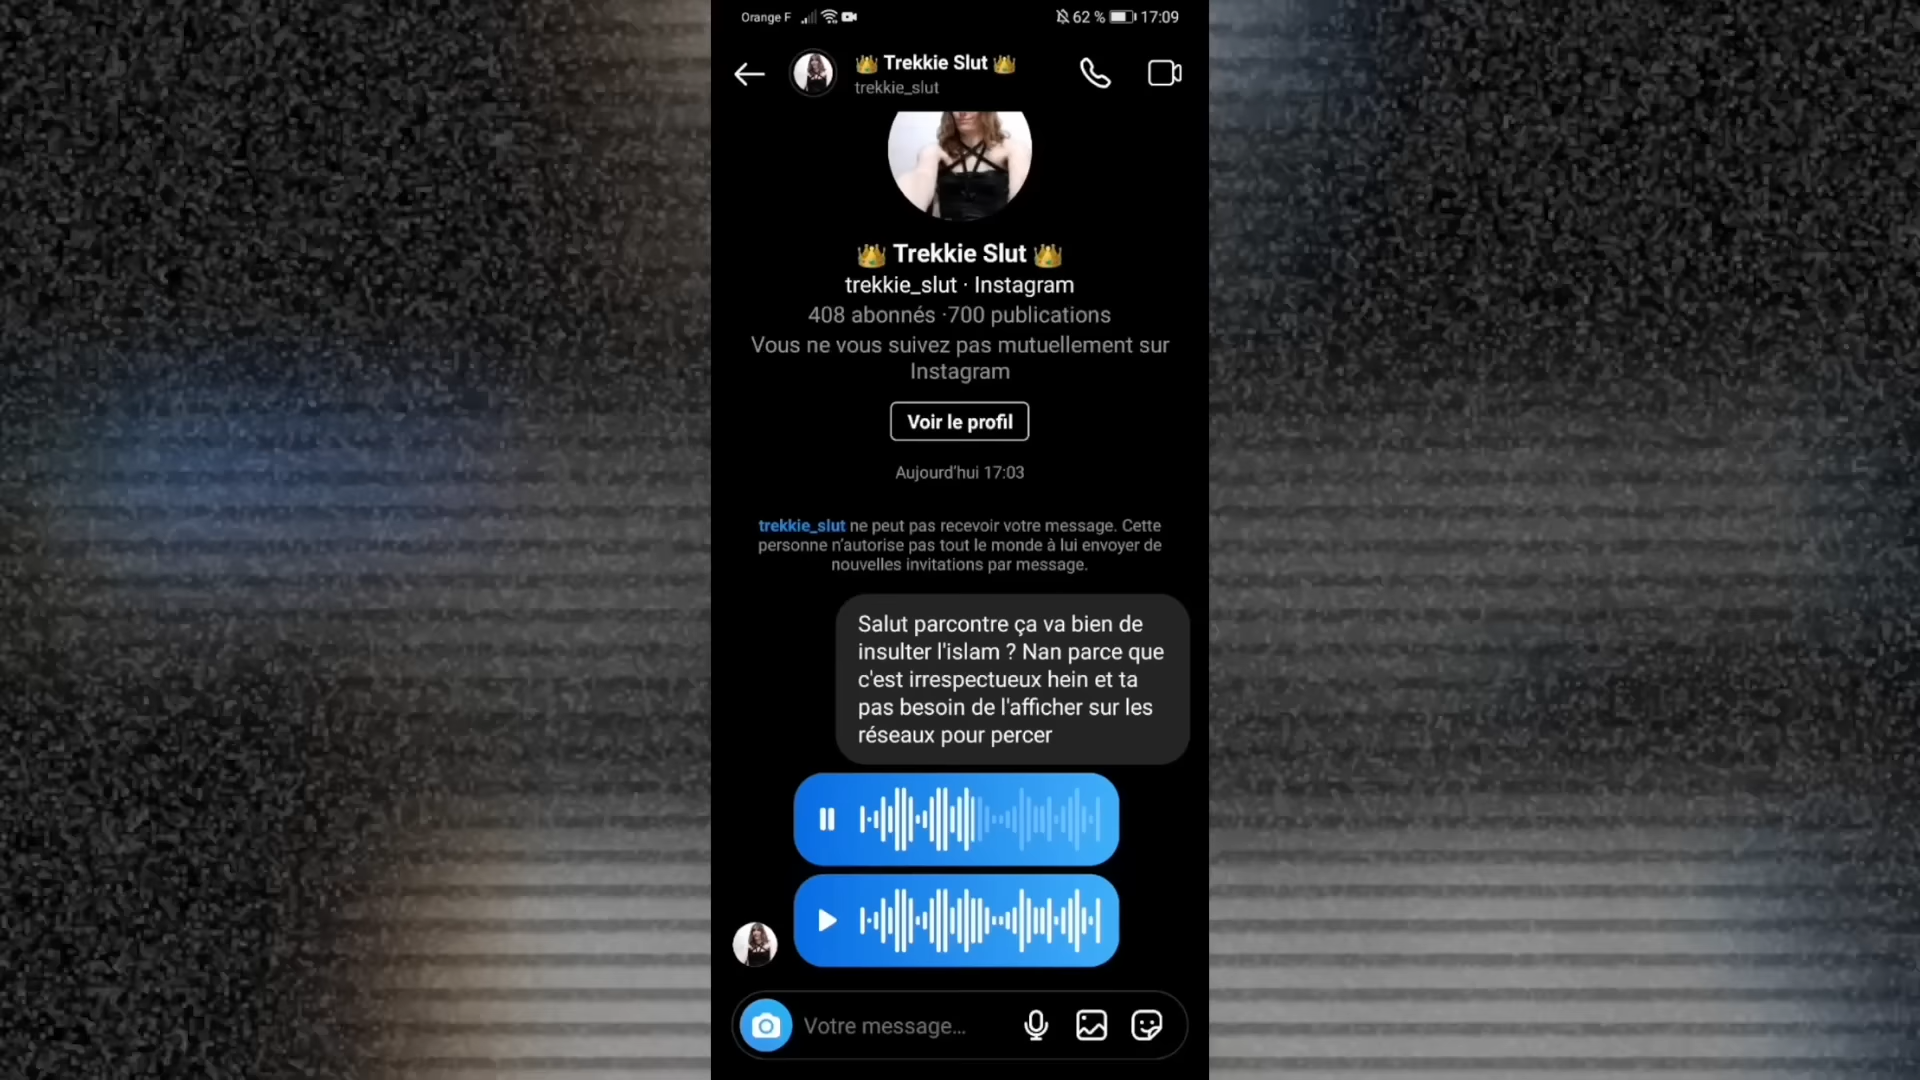 Orange F 62 % 17:09
👑 Trekkie Slut 👑
trekkie_slut
👑 Trekkie Slut 👑
trekkie_slut · Instagram
408 abonnés ·700 publications
Vous ne vous suivez pas mutuellement sur
Instagram
Voir le profil
Aujourd'hui 17:03
trekkie_slut ne peut pas recevoir votre message. Cette
personne n'autorise pas tout le monde à lui envoyer de
nouvelles invitations par message.
Salut parcontre ça va bien de
insulter l'islam ? Nan parce que
c'est irrespectueux hein et ta
pas besoin de l'afficher sur les
réseaux pour percer
Votre message...